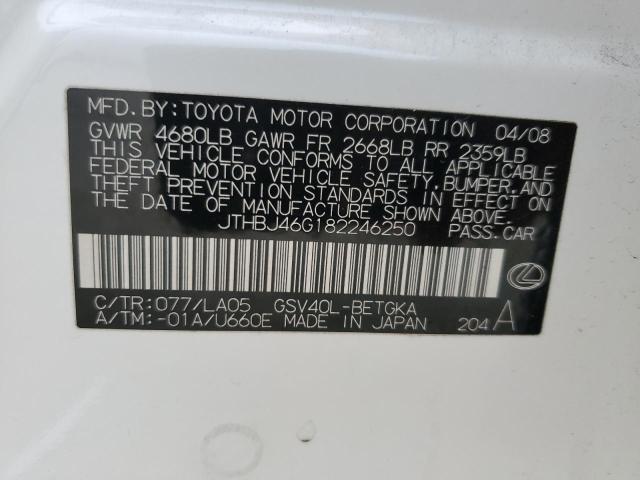 MFD. BY:TOYOTA MOTOR CORPORATION 04/08
GVWR 4680LB GAWR FR 2668LB RR 2359LB
THIS VEHICLE CONFORMS TO ALL APPLICABLE
FEDERAL MOTOR VEHICLE SAFETY,BUMPER,AND
THEFT PREVENTION STANDARDS IN EFFECT ON
THE DATE OF MANUFACTURE SHOWN ABOVE.
JTHBJ46G182246250 PASS.CAR
C/TR:077/LA05 GSV40L-BETGKA
A/TM:-01A/U660E MADE IN JAPAN 204 A